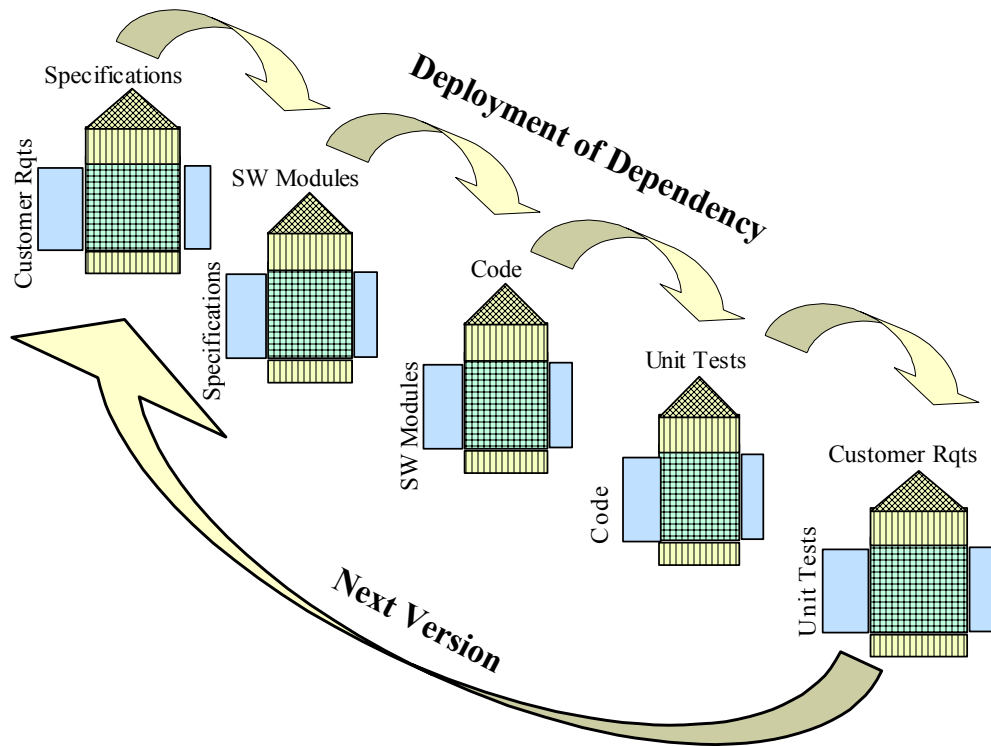 Specifications
Customer Rqts
Deployment of Dependency
SW Modules
Specifications
Code
SW Modules
Unit Tests
Code
Customer Rqts
Unit Tests
Next Version